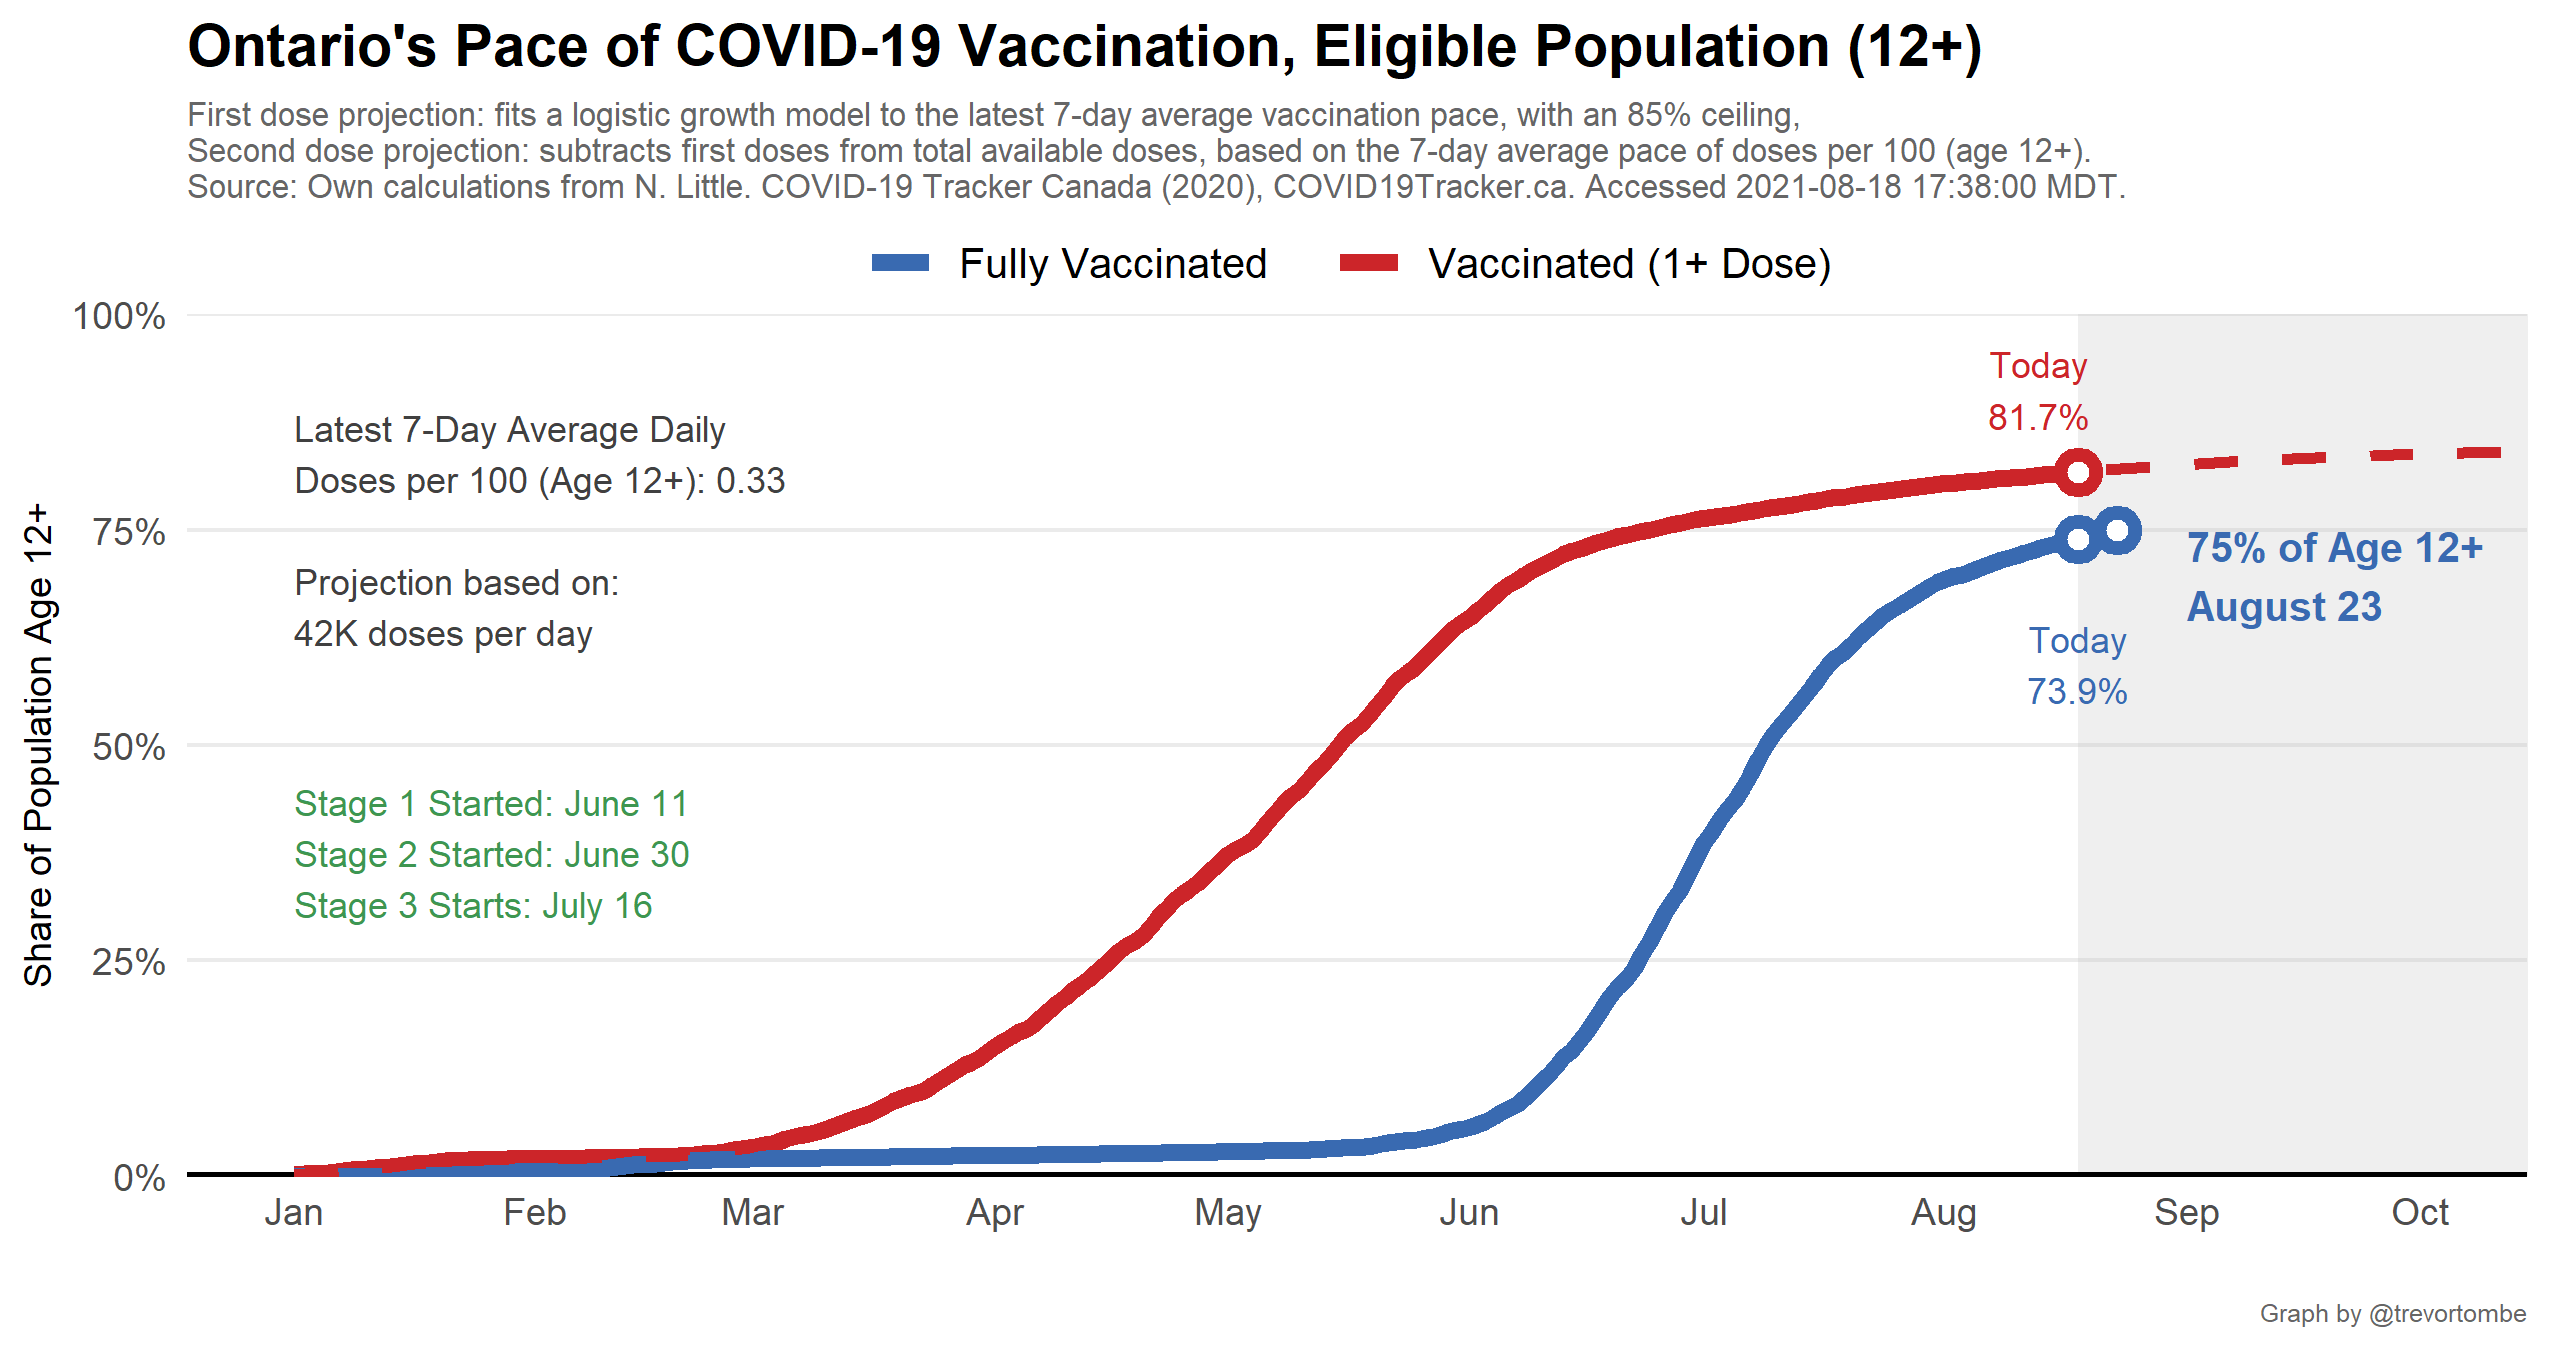 Ontario's Pace of COVID-19 Vaccination, Eligible Population (12+)
First dose projection: fits a logistic growth model to the latest 7-day average vaccination pace, with an 85% ceiling,
Second dose projection: subtracts first doses from total available doses, based on the 7-day average pace of doses per 100 (age 12+).
Source: Own calculations from N. Little. COVID-19 Tracker Canada (2020), COVID19Tracker.ca. Accessed 2021-08-18 17:38:00 MDT.
Fully Vaccinated
Vaccinated (1+ Dose)
Share of Population Age 12+
100%
75%
50%
25%
0%
Latest 7-Day Average Daily
Doses per 100 (Age 12+): 0.33
Projection based on:
42K doses per day
Stage 1 Started: June 11
Stage 2 Started: June 30
Stage 3 Starts: July 16
Today
81.7%
75% of Age 12+
August 23
Today
73.9%
Jan
Feb
Mar
Apr
May
Jun
Jul
Aug
Sep
Oct
Graph by @trevortombe